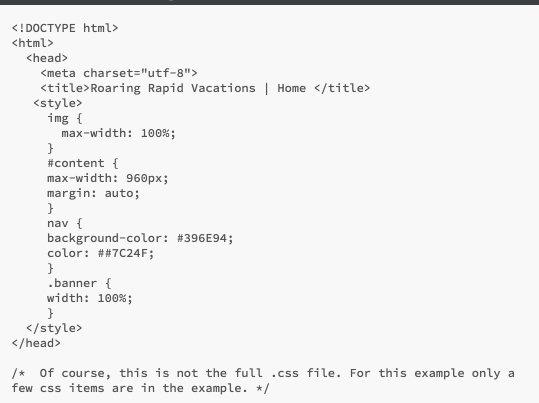 <!DOCTYPE html>
<html>
<head>
<meta charset="utf-8">
<title>Roaring Rapid Vacations | Home </title>
<style>
img {
max-width: 100%;
}
#content {
max-width: 960px;
margin: auto;
}
nav {
background-color: #396E94;
color: ##7C24F;
}
.banner {
width: 100%;
}
</style>
</head>
/*  Of course, this is not the full .css file. For this example only a
few css items are in the example. */